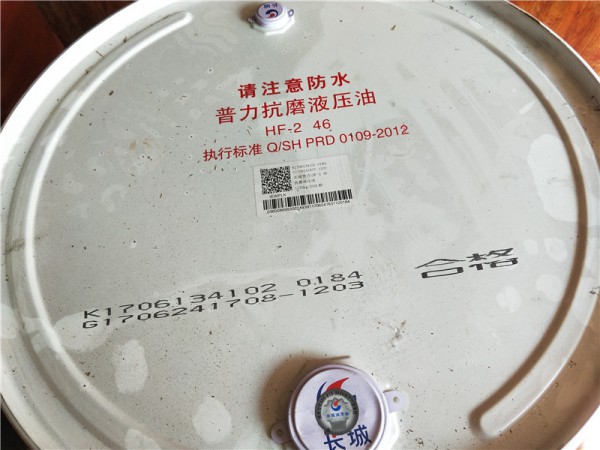 请注意防水
普力抗磨液压油
HF-2 46
执行标准 Q/SH PRD 0109-2012
K1706134102 0184
G1706241708-1203
合格
长城